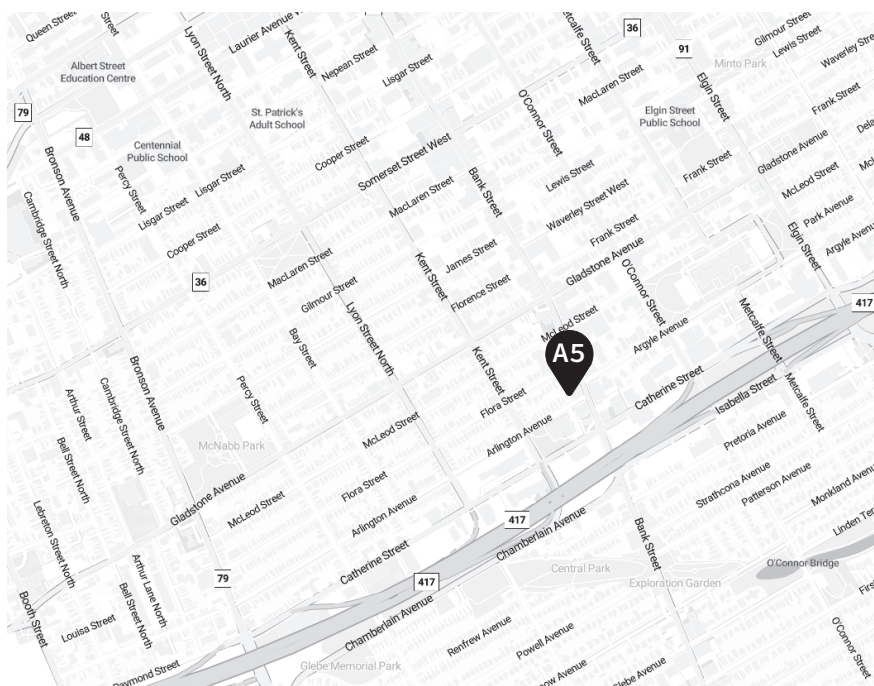 Queen Street
Street
Lyon Street North
Laurier Avenue W
Kent Street
Nepean Street
Lisgar Street
Metcalfe Street
36
91
Gilmour Street
Lewis Street
Waverley Stree
Minto Park
Albert Street
Education Centre
79
48
St. Patrick's
Adult School
Centennial
Public School
O'Connor Street
MacLaren Street
Elgin Street
Public School
Elgin Street
Frank Street
Gladstone Avenue
McLeod Street
Park Avenue
Argyle Avenue
Bronson Avenue
Percy Street
Lisgar Street
Lisgar Street
Cooper Street
Cooper Street
Somerset Street West
MacLaren Street
Bank Street
Lewis Street
Waverley Street West
Frank Street
Frank Street
Gladstone Avenue
Cambridge Street North
36
MacLaren Street
Gilmour Street
Kent Street
James Street
Florence Street
O'Connor Street
Elgin Street
417
Lyon Street North
Bay Street
McLeod Street
Argyle Avenue
Metcalfe Street
A5
Kent Street
Flora Street
Arlington Avenue
Catherine Street
Isabella Street
Metcalfe Street
Bronson Avenue
Percy Street
Arthur Street
Cambridge Street North
Bell Street North
McNabb Park
McLeod Street
Gladstone Avenue
McLeod Street
Flora Street
Arlington Avenue
Catherine Street
Pretoria Avenue
Strathcona Avenue
Patterson Avenue
Monkland Avenue
Linden Ter
417
Chamberlain Avenue
Bank Street
Lebreton Street North
Arthur Lane North
Bell Street North
79
417
Chamberlain Avenue
Central Park
Exploration Garden
O'Connor Bridge
Firs
O'Connor Street
Booth Street
Louisa Street
Raymond Street
Glebe Memorial Park
Renfrew Avenue
Powell Avenue
ow Avenue
Glebe Avenue